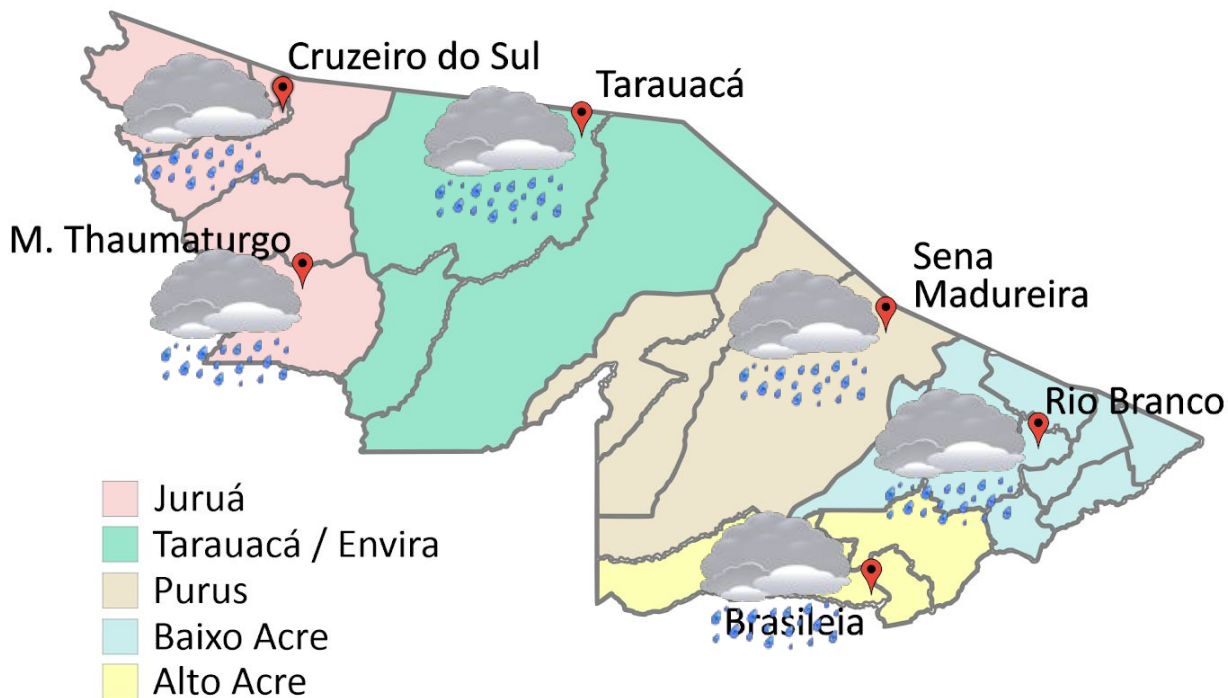 Cruzeiro do Sul
Tarauacá
M. Thaumaturgo
Sena
Madureira
Rio Branco
Brasileia
Juruá
Tarauacá / Envira
Purus
Baixo Acre
Alto Acre